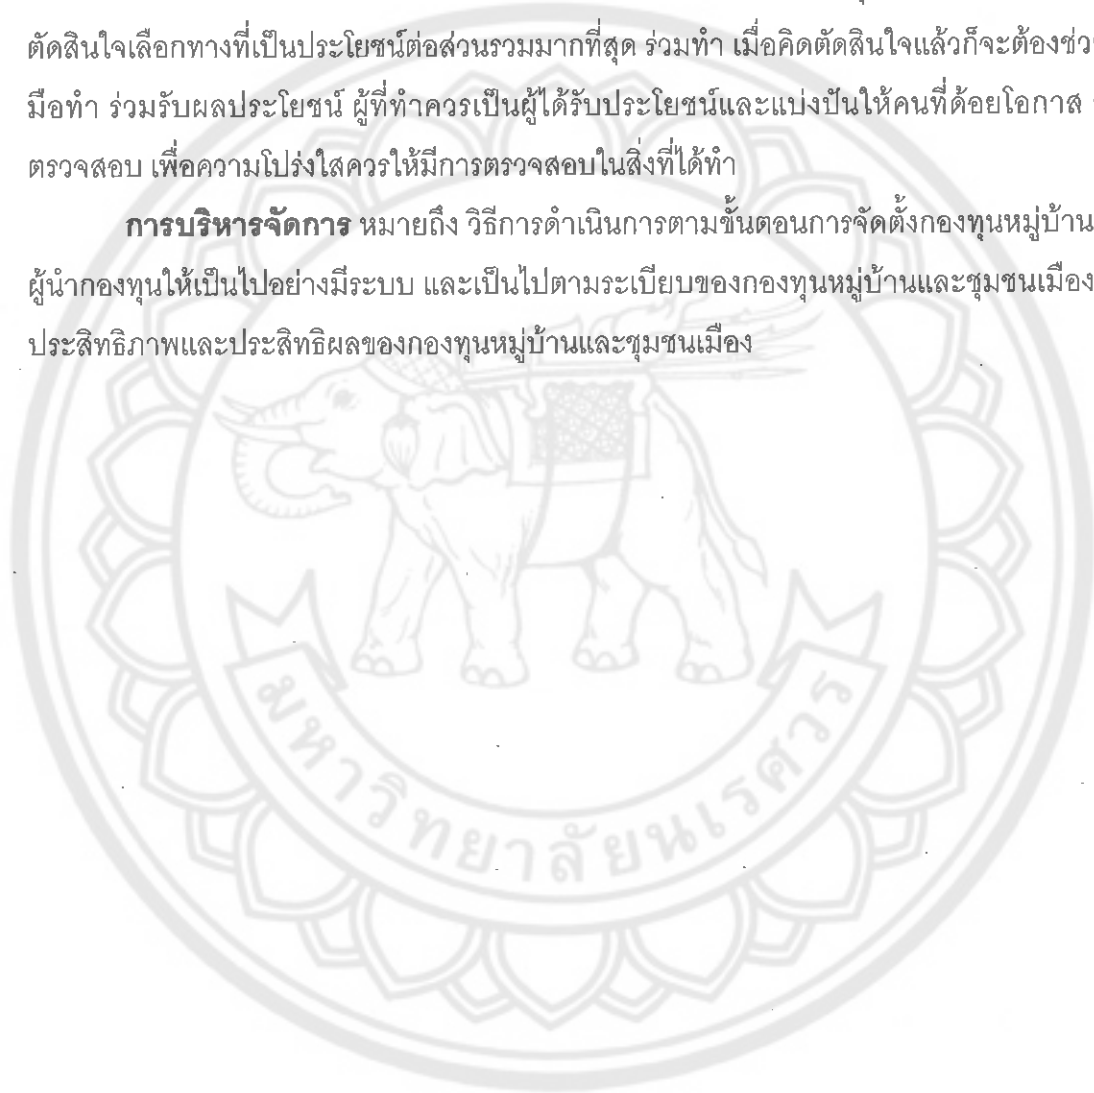 ตัดสินใจเลือกทางที่เป็นประโยชน์ต่อส่วนรวมมากที่สุด ร่วมทำ เมื่อคิดตัดสินใจแล้วก็จะต้องช่ว
มือทำ ร่วมรับผลประโยชน์ ผู้ที่ทำควรเป็นผู้ได้รับประโยชน์และแบ่งปันให้คนที่ด้อยโอกาส
ตรวจสอบ เพื่อความโปร่งใสควรให้มีการตรวจสอบในสิ่งที่ได้ทำ
การบริหารจัดการ หมายถึง วิธีการดำเนินการตามขั้นตอนการจัดตั้งกองทุนหมู่บ้าน
ผู้นำกองทุนให้เป็นไปอย่างมีระบบ และเป็นไปตามระเบียบของกองทุนหมู่บ้านและชุมชนเมือง
ประสิทธิภาพและประสิทธิผลของกองทุนหมู่บ้านและชุมชนเมือง
มหาวิทยาลัยนเรศวร